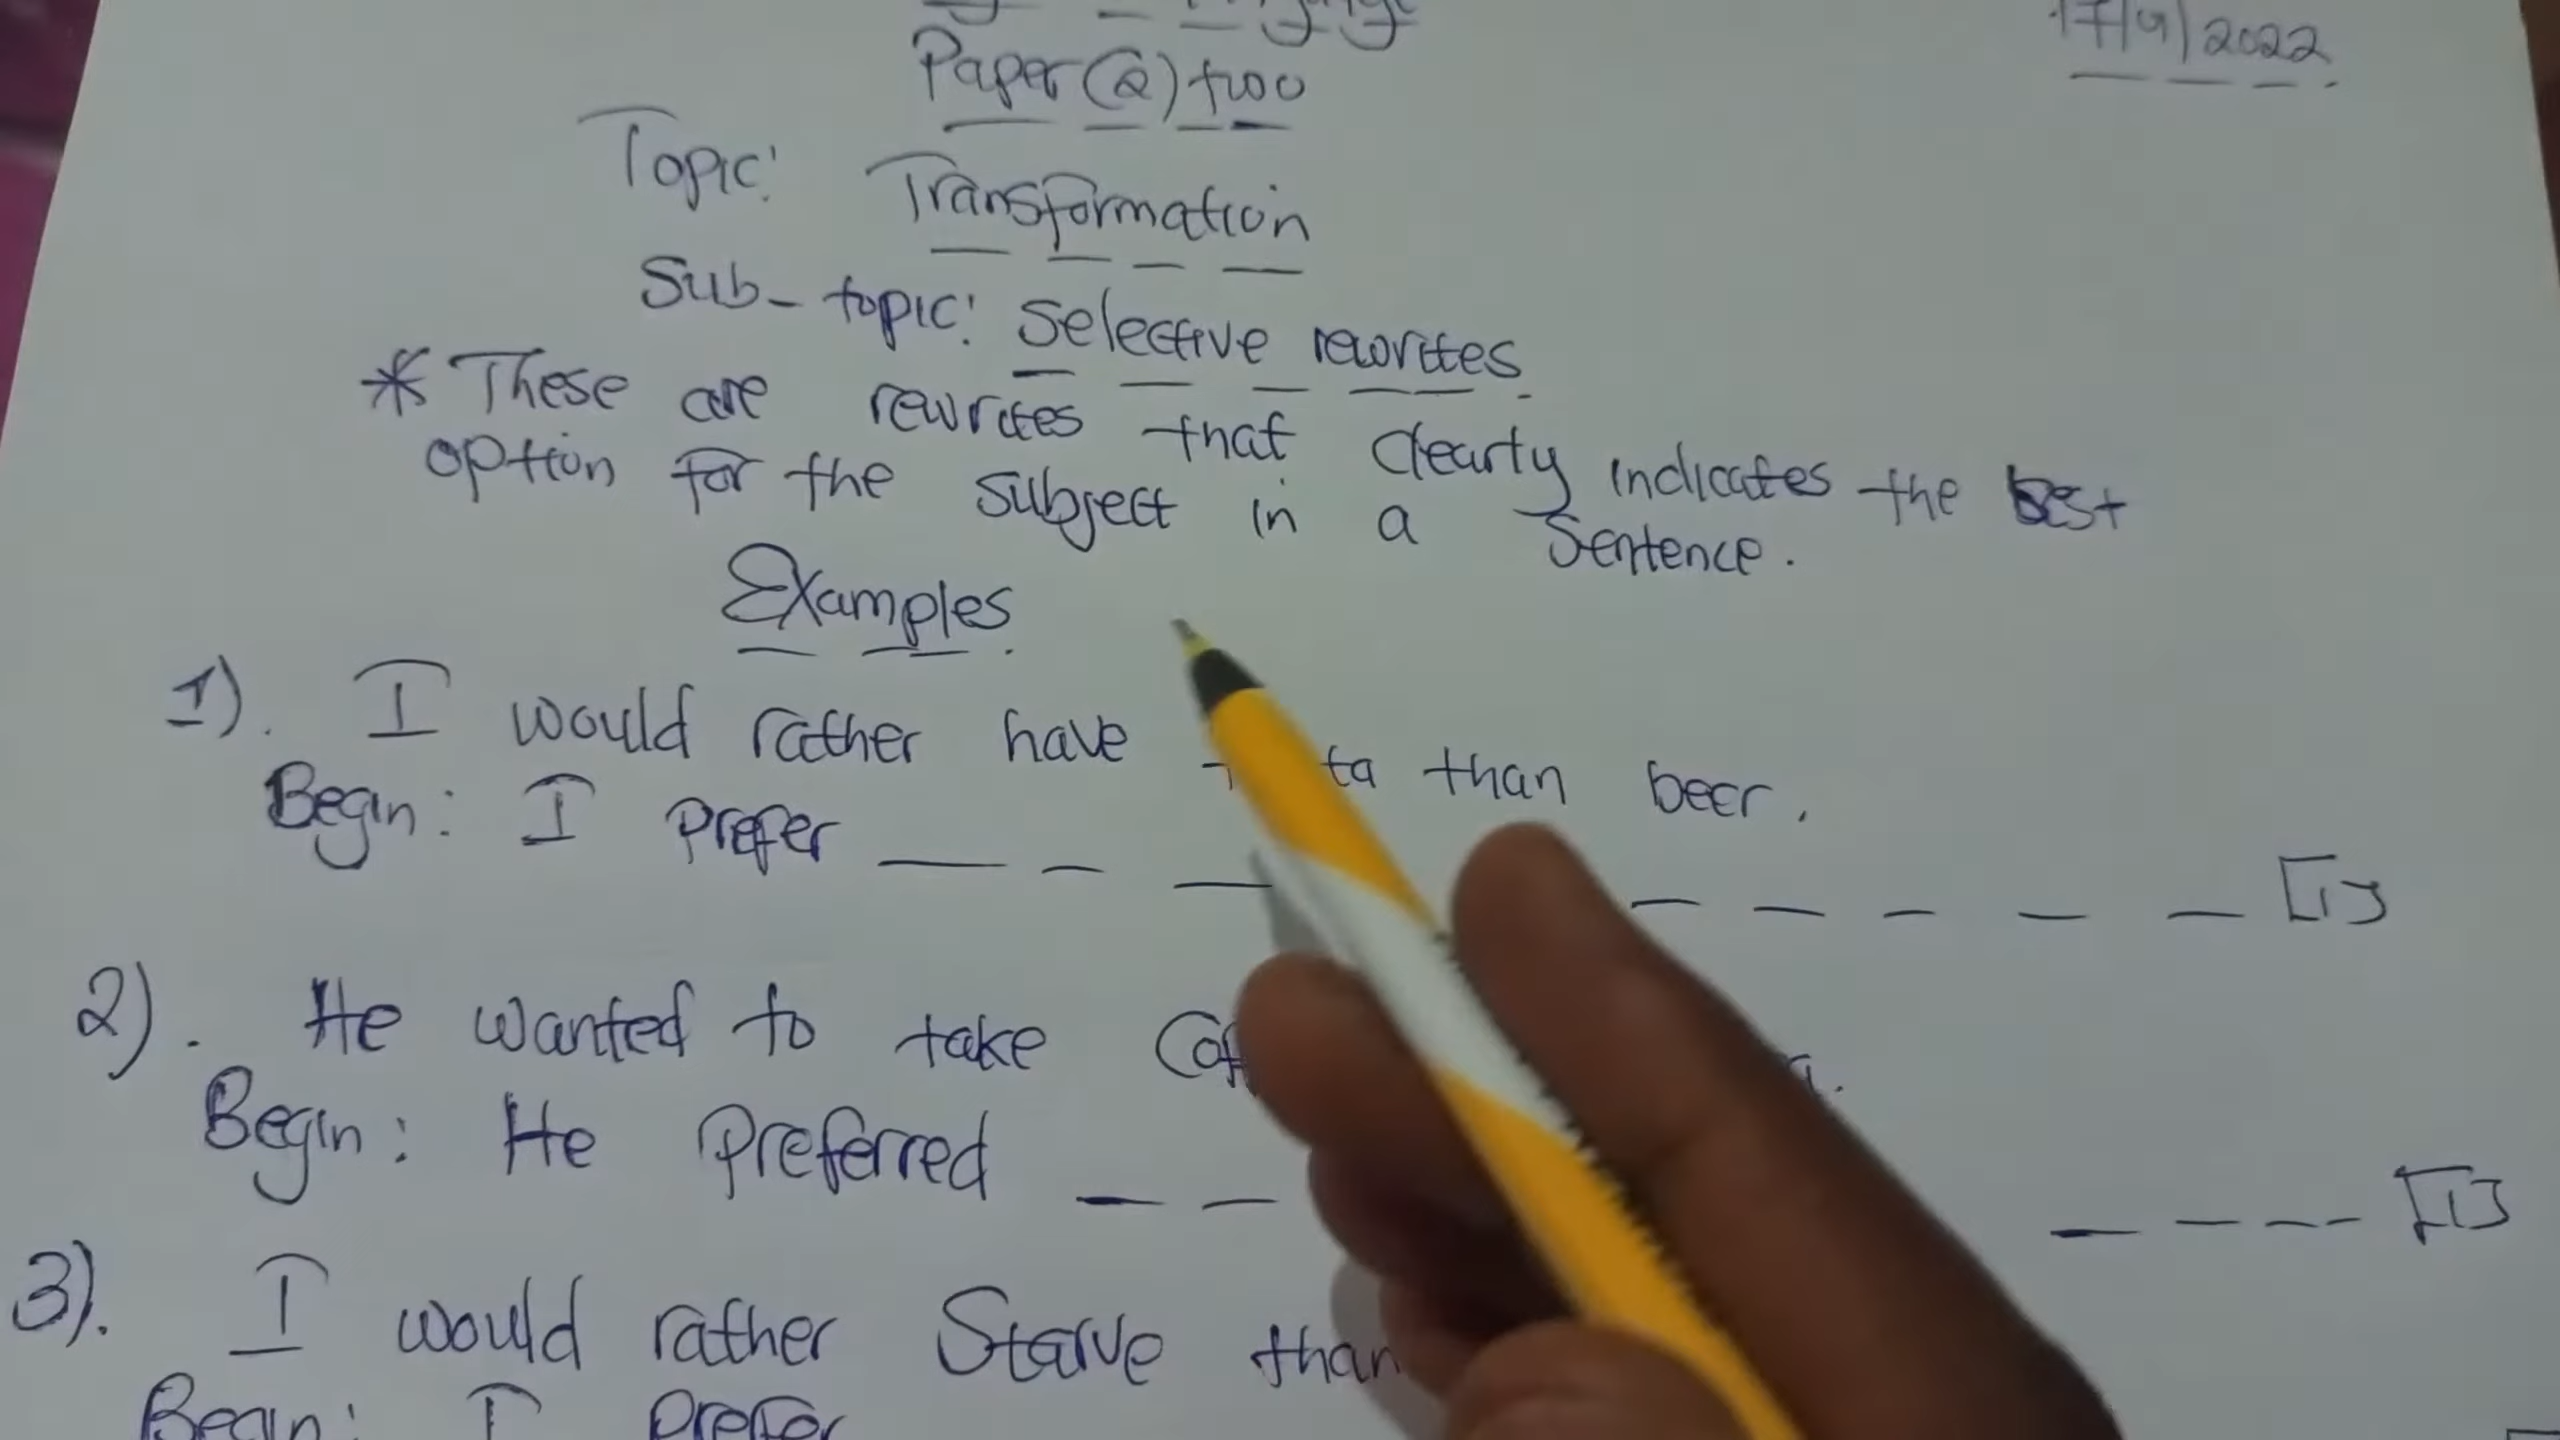 Paper (2) two
17/9/2022
Topic: Transformation
Sub-topic: Selective rewrites.
* These are rewrites that clearly indicates the best
option for the subject in a sentence.
Examples.
1). I would rather have ta than beer.
Begin: I prefer _ _ _ _ _ _ _ _ [1]
2). He wanted to take
Begin: He preferred _ _ _ _ _ _ [1]
3). I would rather Starve than
Begin: I prefer